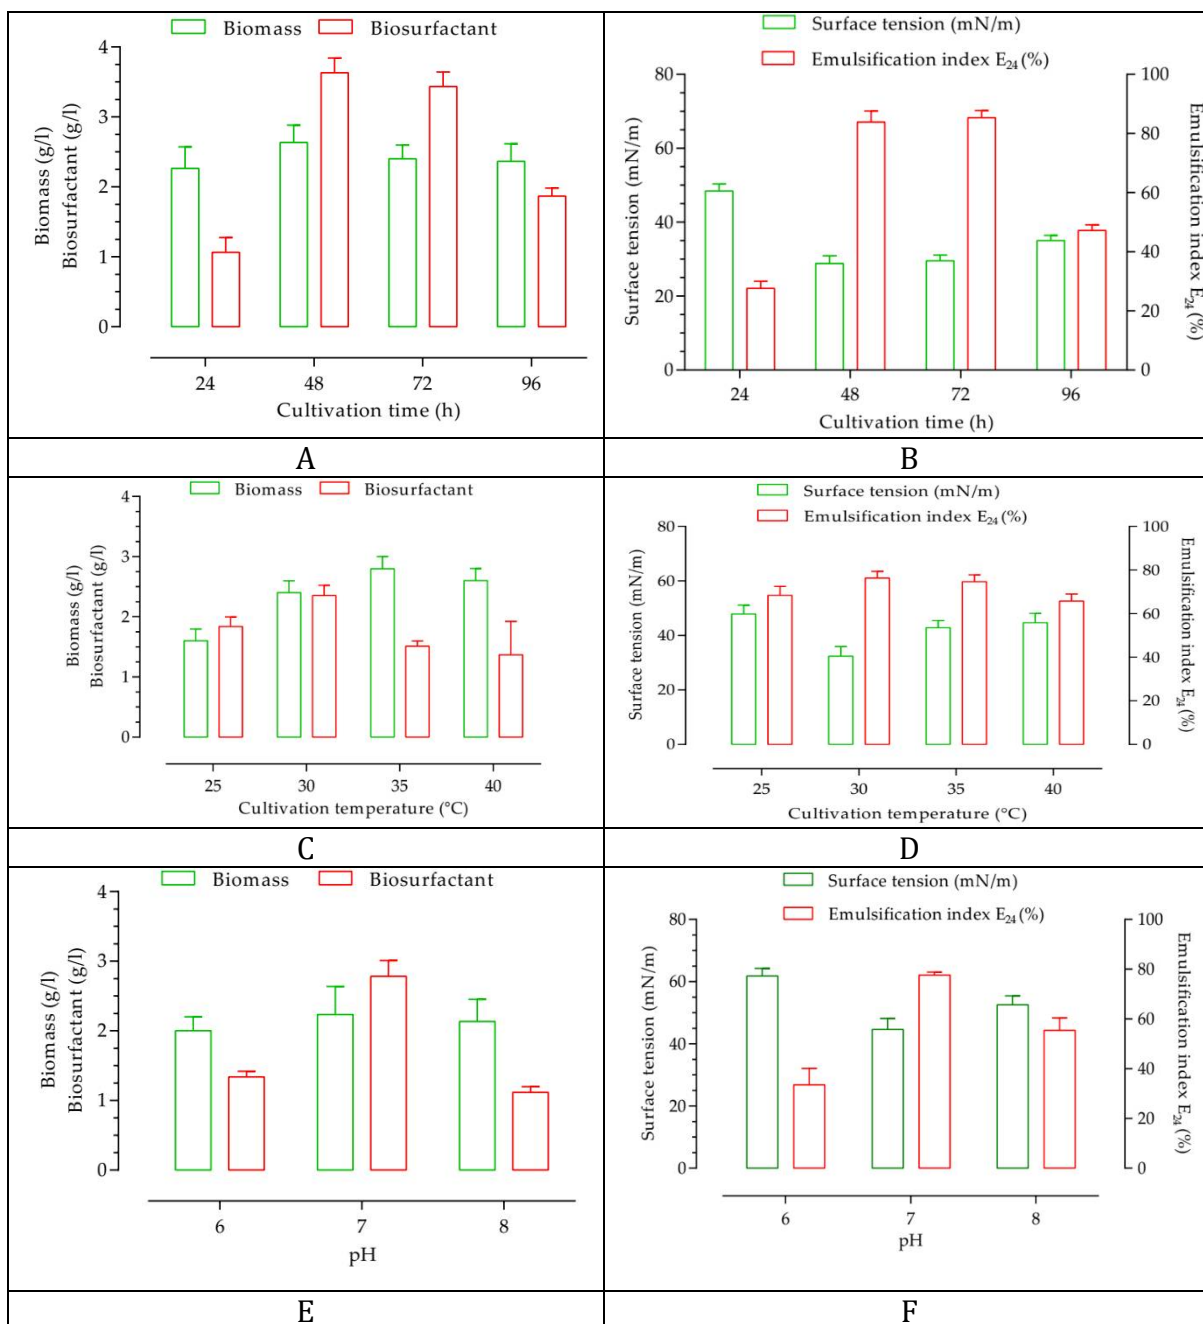 Biomass Biosurfactant
Biomass (g/l)
Biosurfactant (g/l)
4
3
2
1
0
24 48 72 96
Cultivation time (h)
A
Surface tension (mN/m)
Emulsification index E24 (%)
Surface tension (mN/m)
80
60
40
20
0
100
80
60
40
20
0
Emulsification index E24 (%)
24 48 72 96
Cultivation time (h)
B
Biomass Biosurfactant
Biomass (g/l)
Biosurfactant (g/l)
4
3
2
1
0
25 30 35 40
Cultivation temperature (°C)
C
Surface tension (mN/m)
Emulsification index E24 (%)
Surface tension (mN/m)
80
60
40
20
0
100
80
60
40
20
0
Emulsification index E24 (%)
25 30 35 40
Cultivation temperature (°C)
D
Biomass Biosurfactant
Biomass (g/l)
Biosurfactant (g/l)
4
3
2
1
0
6 7 8
pH
E
Surface tension (mN/m)
Emulsification index E24 (%)
Surface tension (mN/m)
80
60
40
20
0
100
80
60
40
20
0
Emulsification index E24 (%)
6 7 8
pH
F